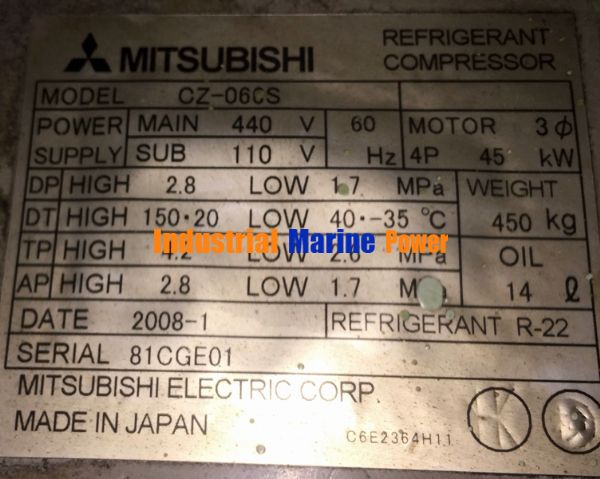 MITSUBISHI
REFRIGERANT
COMPRESSOR
MODEL CZ-060S
POWER MAIN 440 V 60 MOTOR 3φ
SUPPLY SUB 110 V Hz 4P 45 kW
DP HIGH 2.8 LOW 1.7 MPa WEIGHT
DT HIGH 150・20 LOW 40・-35 ℃ 450 kg
Industrial Marine Power
TP HIGH 4.2 LOW 2.6 MPa OIL
AP HIGH 2.8 LOW 1.7 14 ℓ
DATE 2008-1 REFRIGERANT R-22
SERIAL 81CGE01
MITSUBISHI ELECTRIC CORP.
MADE IN JAPAN
C6E2364H11
K